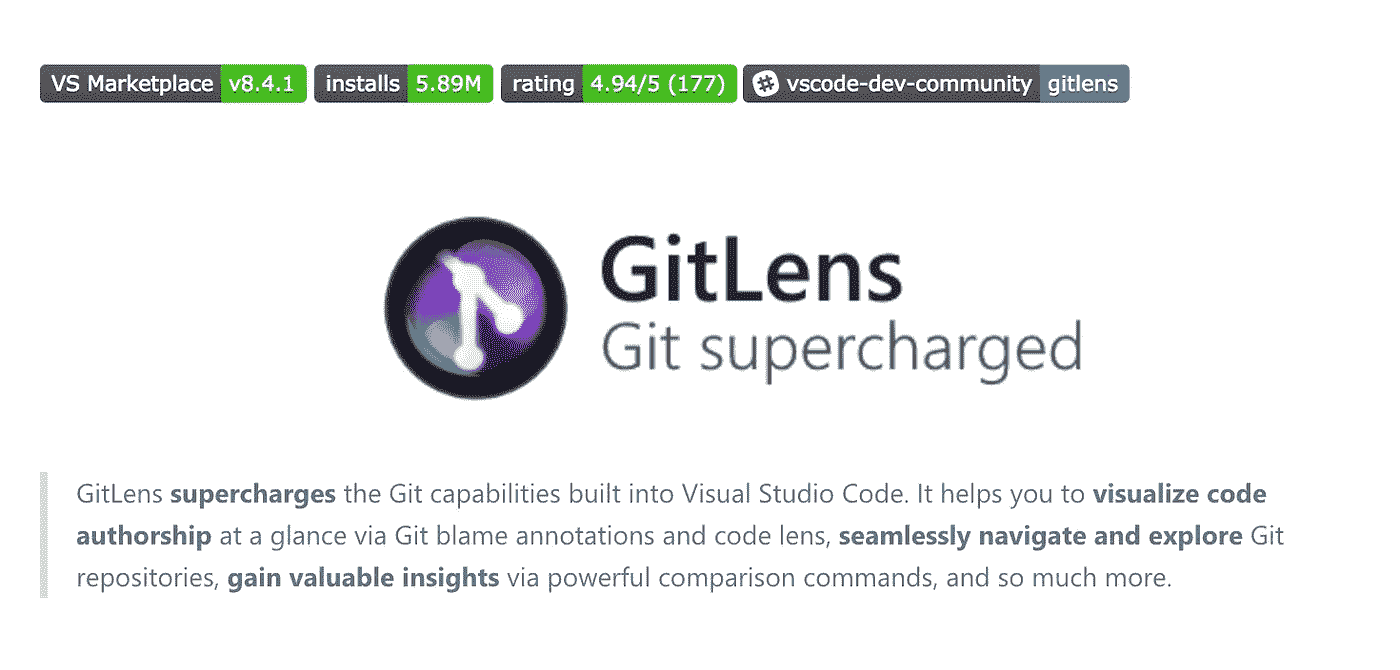 VS Marketplace v8.4.1 installs 5.89M rating 4.94/5 (177) vscode-dev-community gitlens
GitLens
Git supercharged
GitLens supercharges the Git capabilities built into Visual Studio Code. It helps you to visualize code
authorship at a glance via Git blame annotations and code lens, seamlessly navigate and explore Git
repositories, gain valuable insights via powerful comparison commands, and so much more.